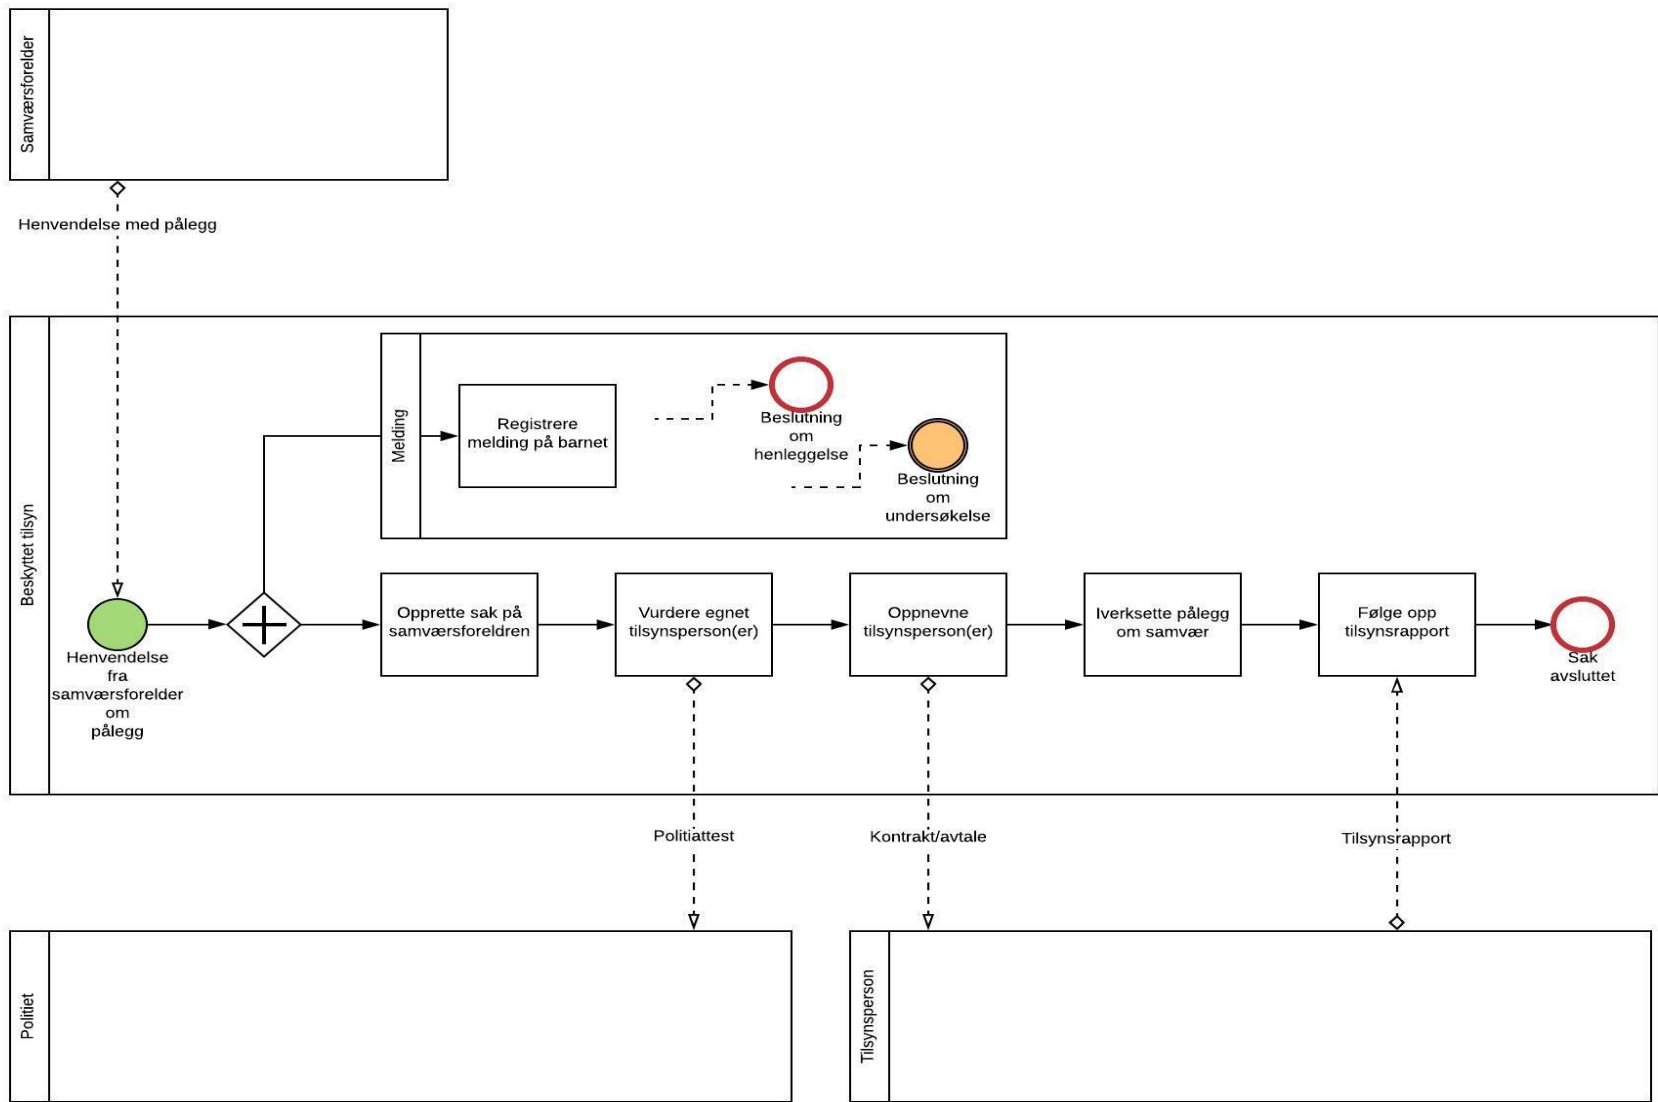 Samværsforelder
Henvendelse med pålegg
Beskyttet tilsyn
Melding
Registrere
melding på barnet
Beslutning
om
henleggelse
Beslutning
om
undersøkelse
Henvendelse
fra
samværsforelder
om
pålegg
Opprette sak på
samværsforeldren
Vurdere egnet
tilsynsperson(er)
Oppnevne
tilsynsperson(er)
Iverksette pålegg
om samvær
Følge opp
tilsynsrapport
Sak
avsluttet
Politiattest
Kontrakt/avtale
Tilsynsrapport
Politiet
Tilsynsperson